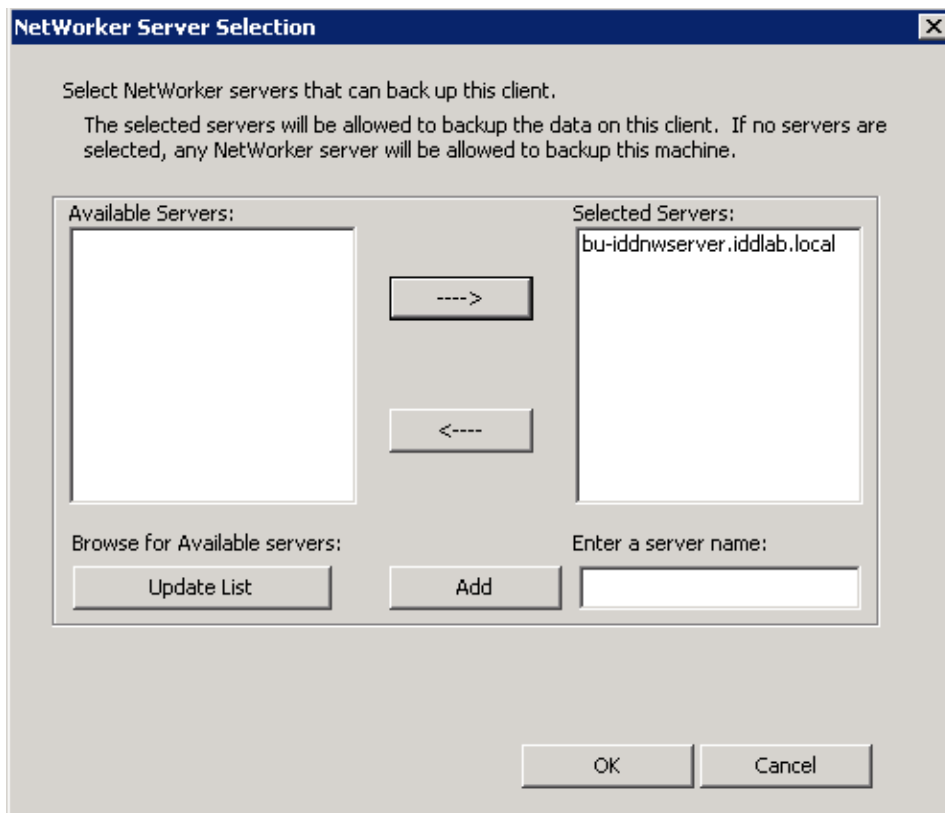 NetWorker Server Selection
Select NetWorker servers that can back up this client.
The selected servers will be allowed to backup the data on this client. If no servers are
selected, any NetWorker server will be allowed to backup this machine.
Available Servers:
Selected Servers:
bu-iddnwserver.iddlab.local
---->
<----
Browse for Available servers:
Enter a server name:
Update List
Add
OK
Cancel